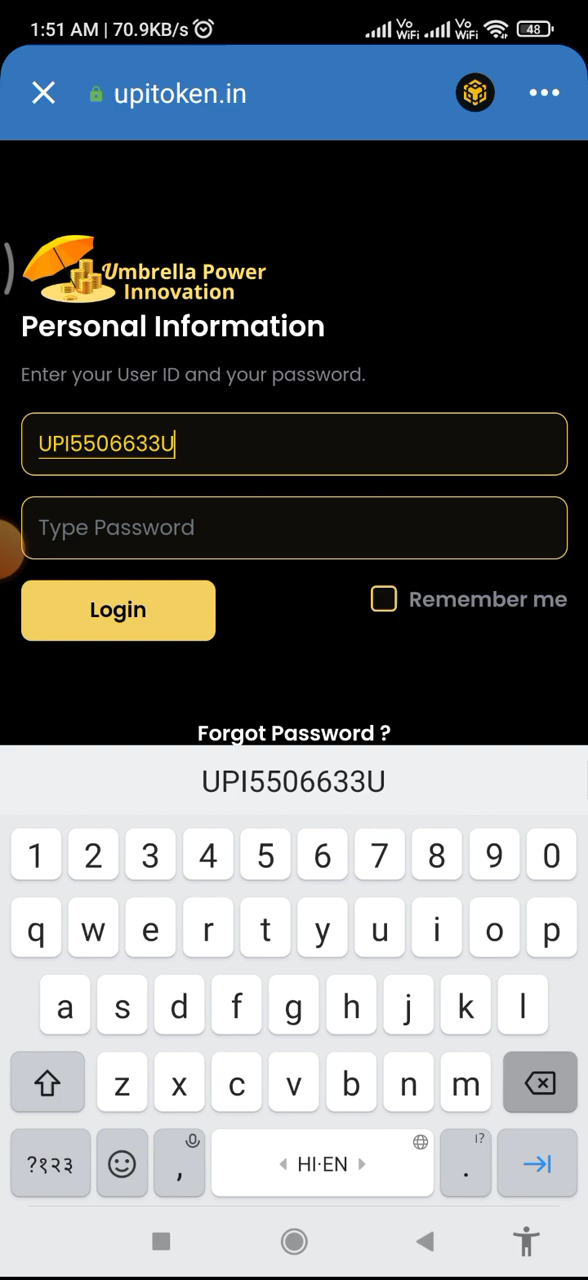 1:51 AM | 70.9KB/s Vo WiFi Vo WiFi 48
upitoken.in
Umbrella Power
Innovation
Personal Information
Enter your User ID and your password.
UPI5506633U
Type Password
Login Remember me
Forgot Password ?
UPI5506633U
1 2 3 4 5 6 7 8 9 0
q w e r t y u i o p
a s d f g h j k l
z x c v b n m
?१२३ , HI·EN . !?